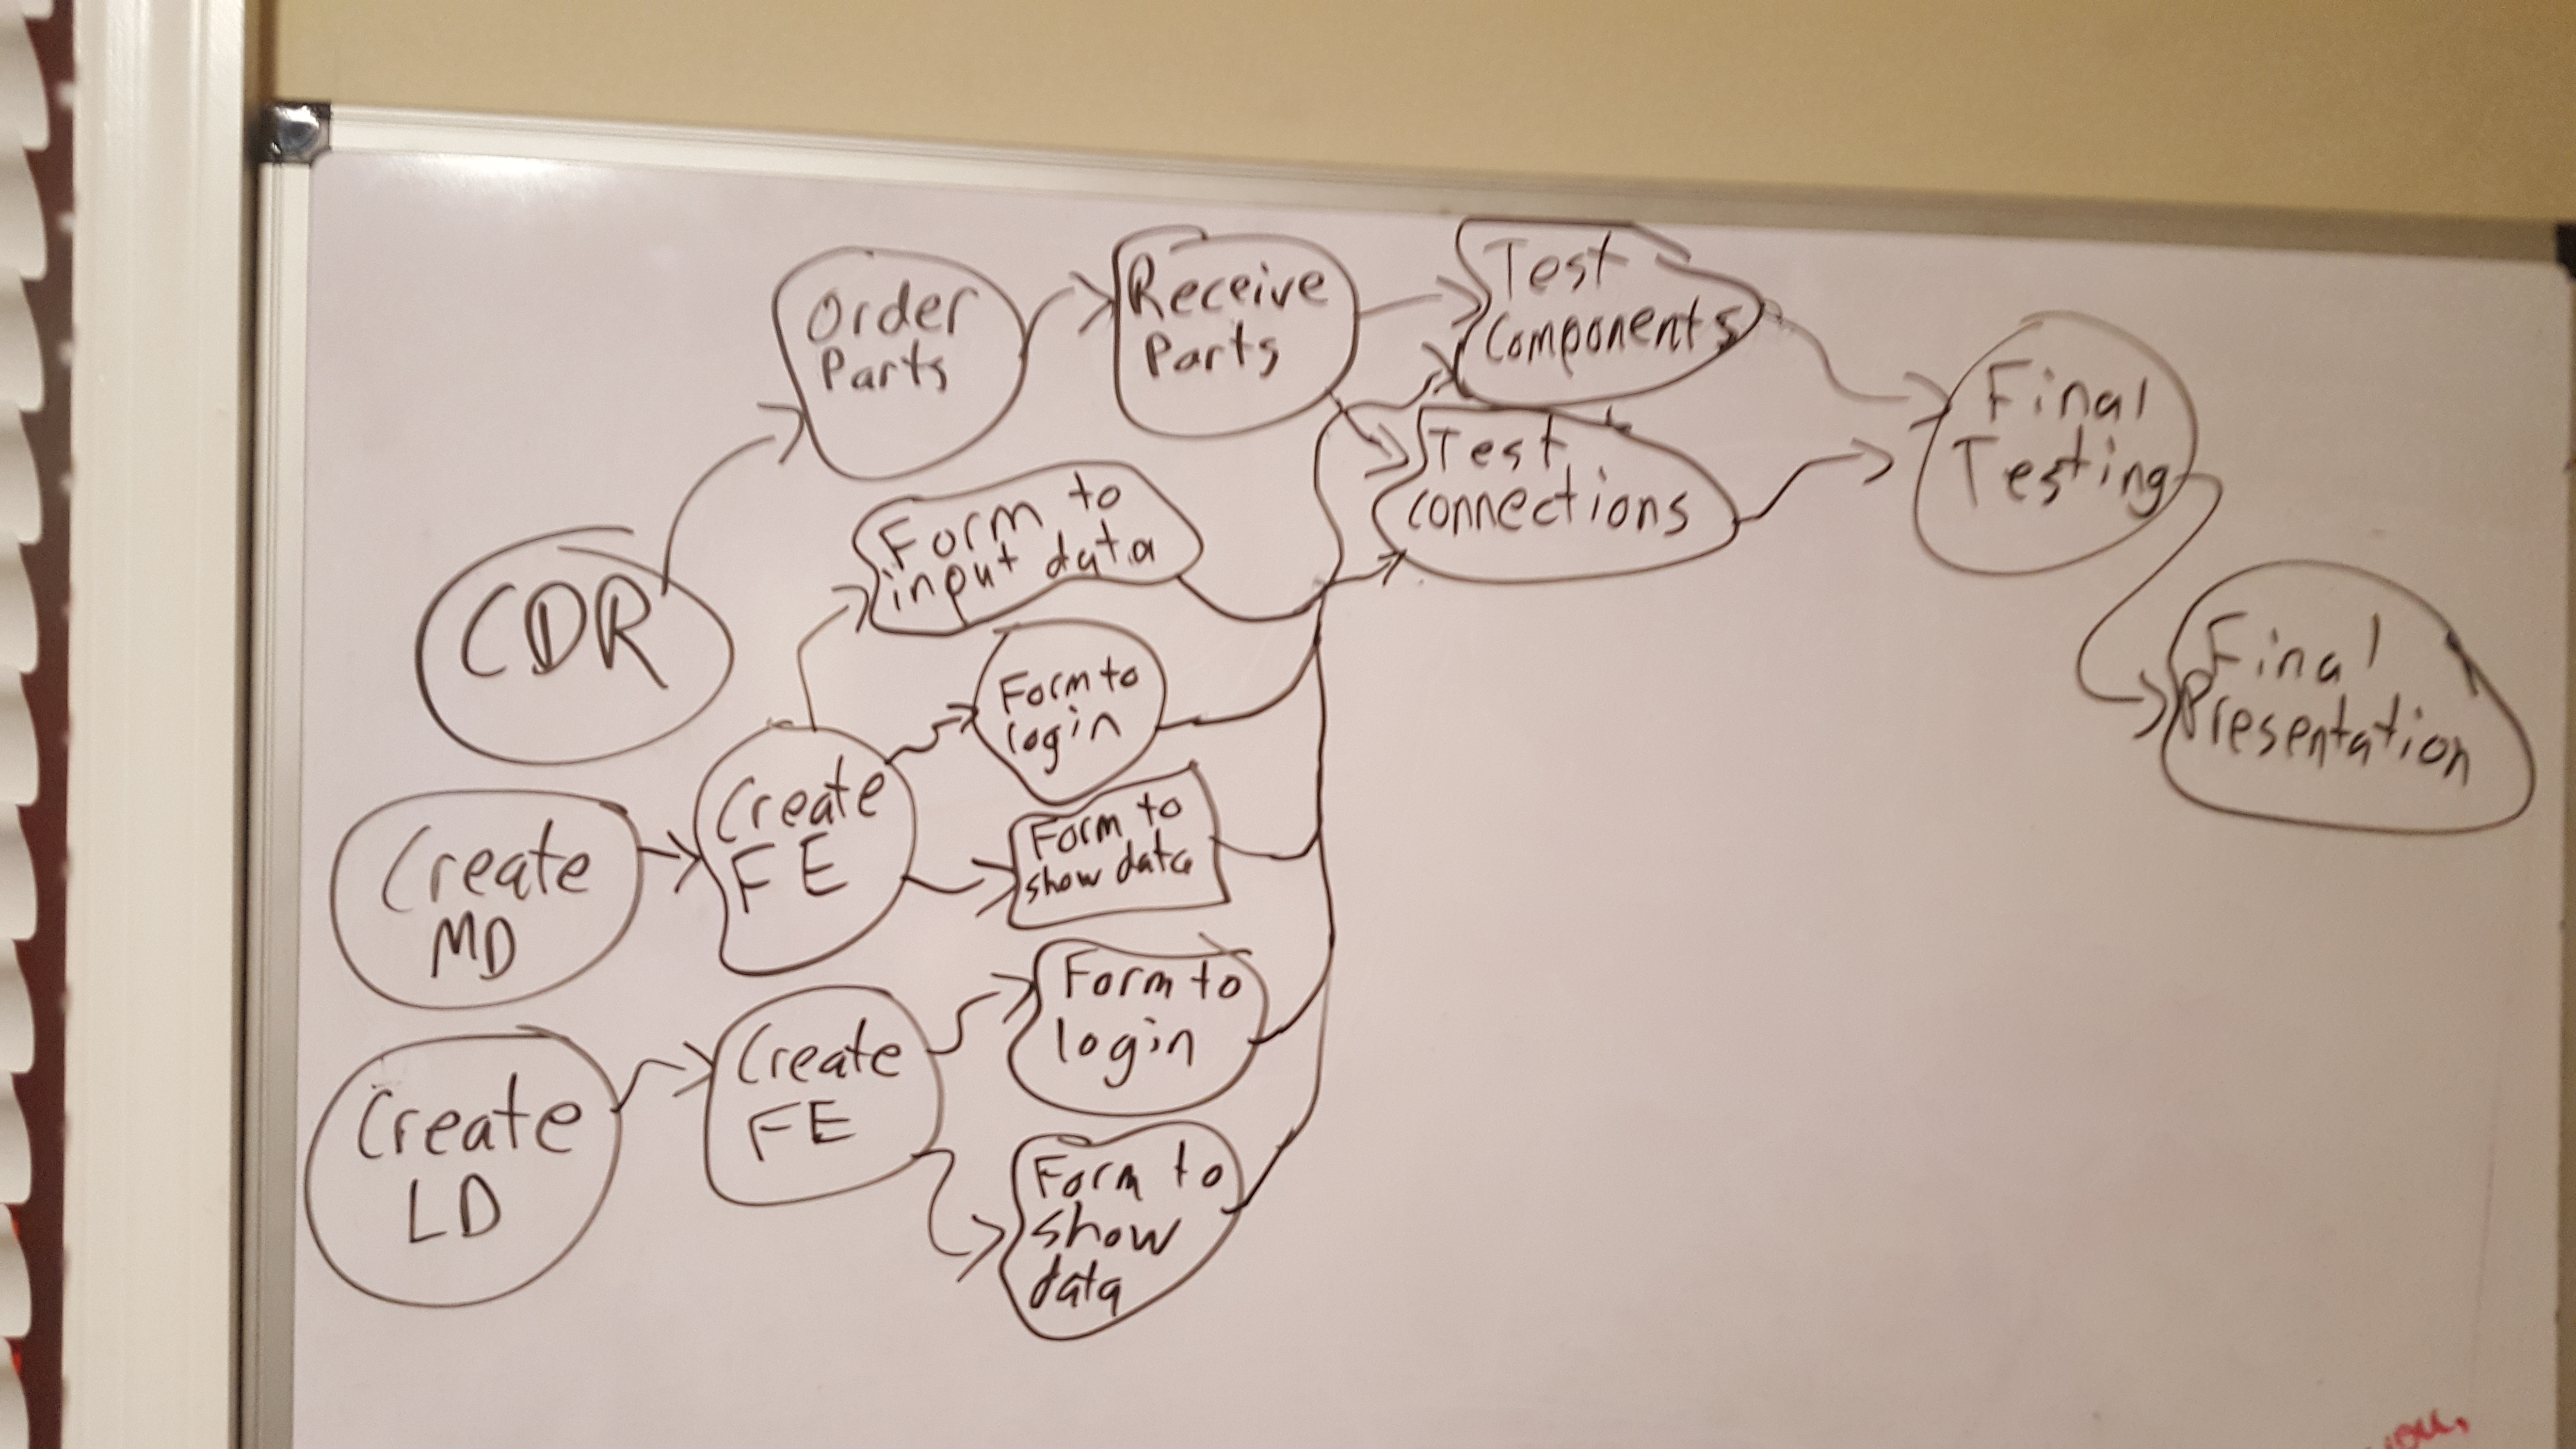 Order
Parts
Receive
Parts
Test
Components
Test
connections
Final
Testing
Final
Presentation
CDR
Form to
input data
Form to
login
Form to
show data
Create
MD
Create
FE
Create
LD
Create
FE
Form to
login
Form to
show
data
you,